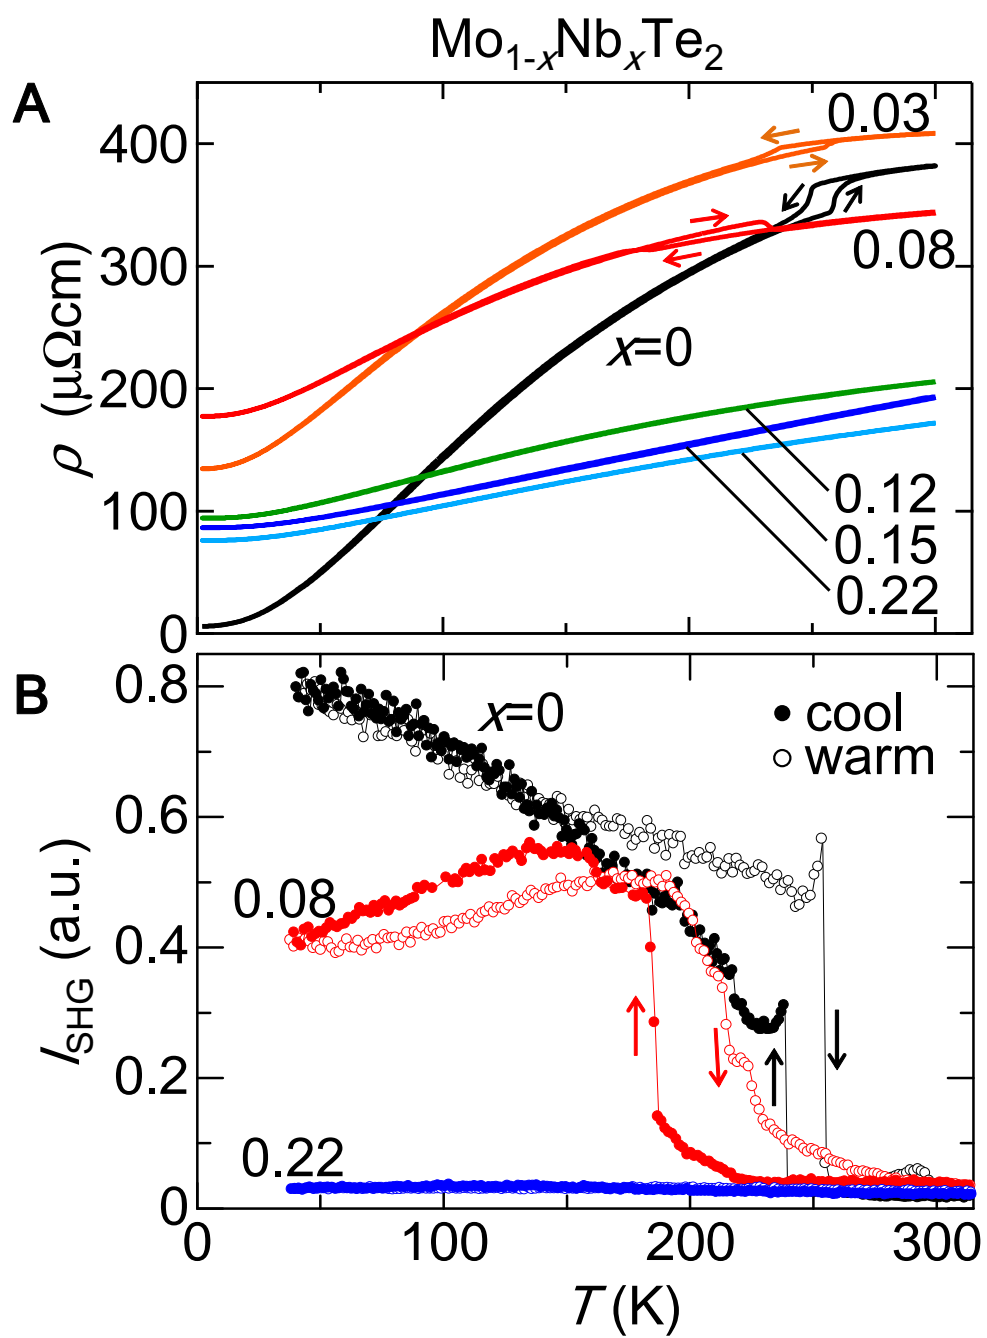 Mo₁₋ₓNbₓTe₂
A
0.03
400
0.08
300
x=0
ρ (μΩcm)
200
0.12
100
0.15
0.22
0
B
0.8
x=0
cool
warm
0.6
I_SHG (a.u.)
0.08
0.4
0.2
0.22
0
0 100 200 300
T (K)